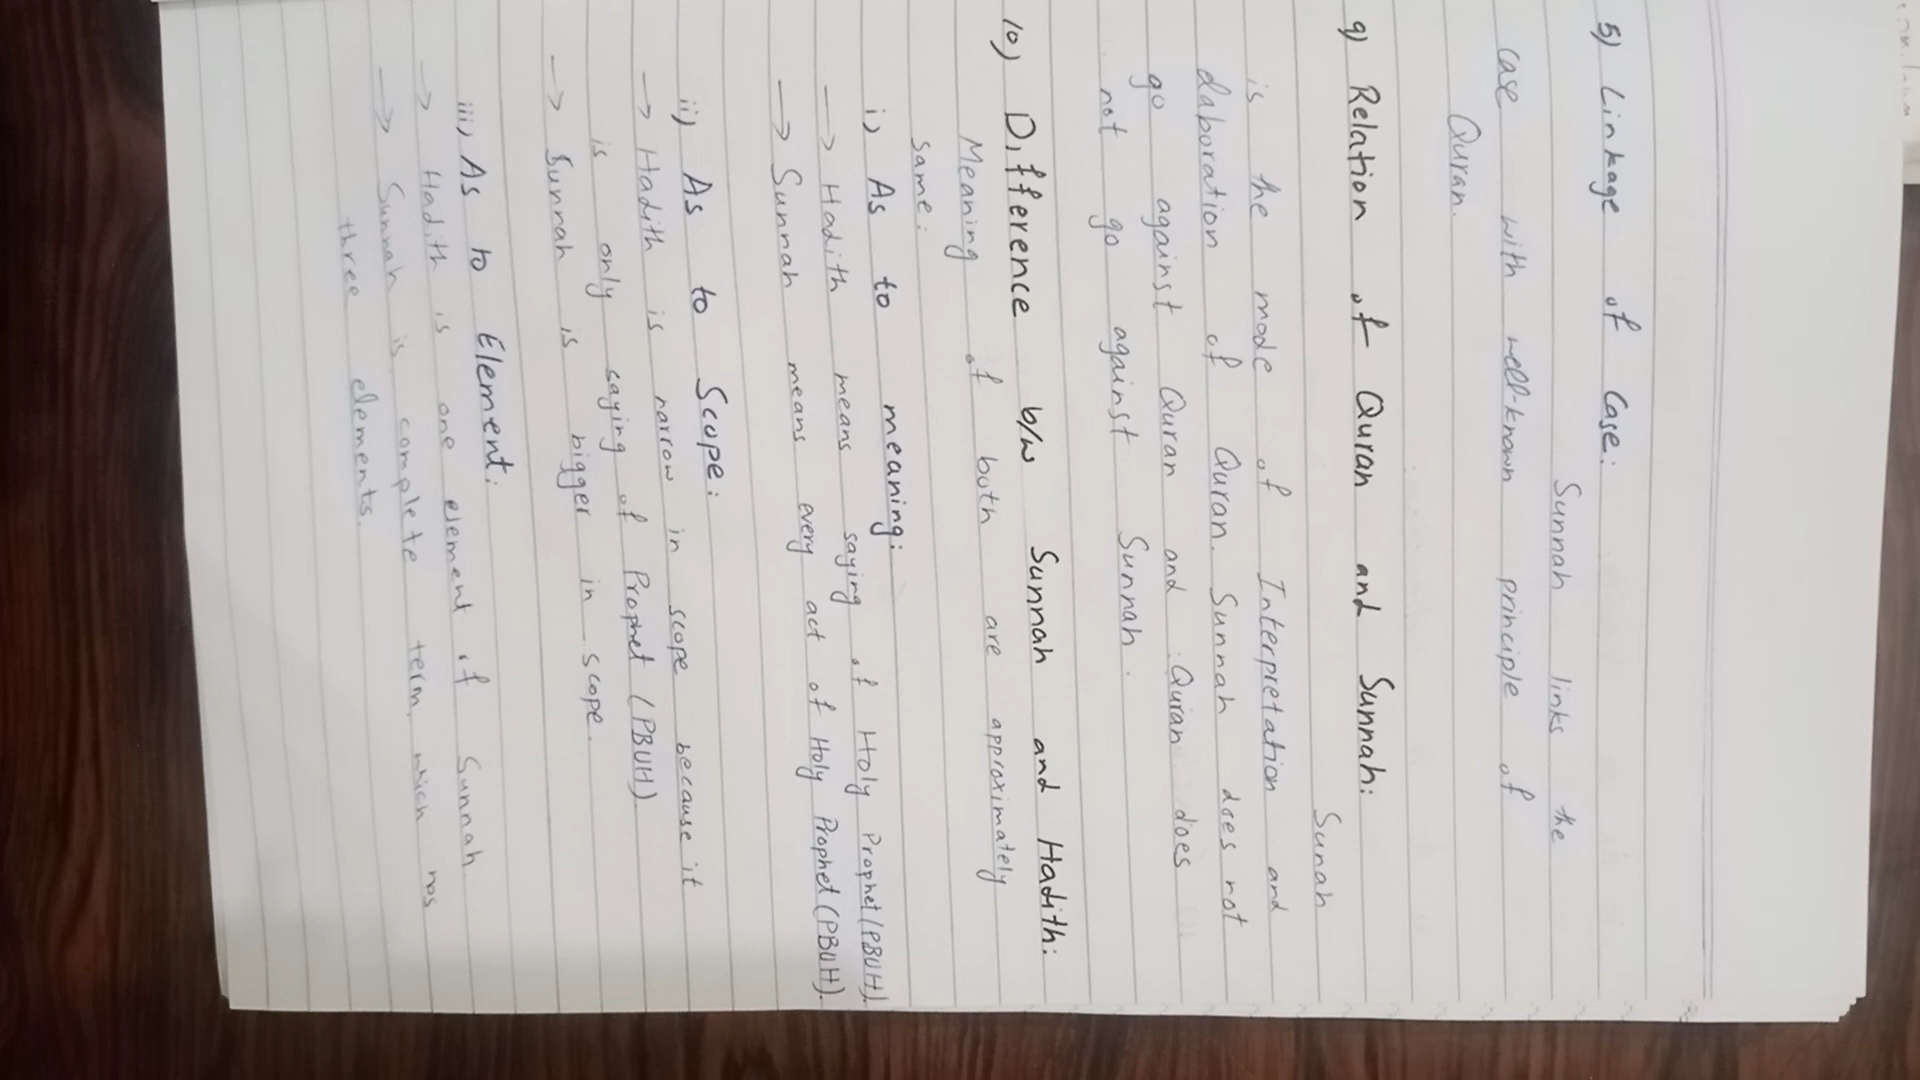 5) Linkage of Case:
Sunnah links the
case with well-known principle of
Quran.
9) Relation of Quran and Sunnah:
Sunah
is the mode of Interpretation and
elaboration of Quran. Sunnah does not
go against Quran and Quran does
not go against Sunnah.
10) Difference b/w Sunnah and Hadith:
Meaning of both are approximately
same:
i) As to meaning:
→ Hadith means saying of Holy Prophet (PBUH).
→ Sunnah means every act of Holy Prophet (PBUH).
ii) As to Scope:
→ Hadith is narrow in scope because it
is only saying of Prophet (PBUH).
→ Sunnah is bigger in scope.
iii) As to Element:
→ Hadith is one element of Sunnah
→ Sunnah is complete term which has
three elements.